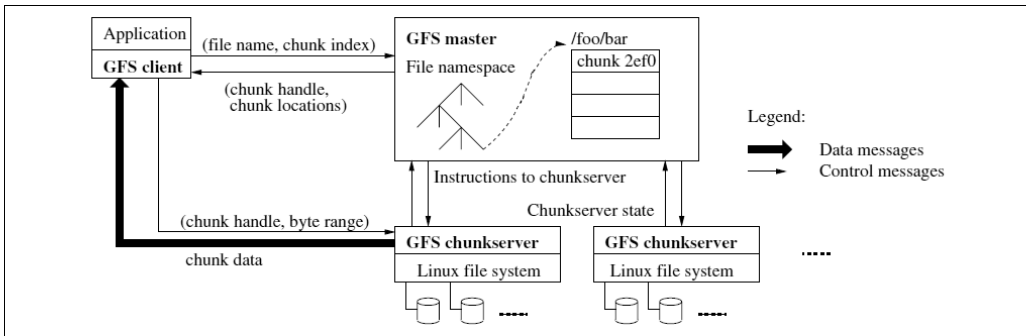 Application
GFS client
(file name, chunk index)
(chunk handle,
chunk locations)
GFS master
File namespace
/foo/bar
chunk 2ef0
Legend:
Data messages
Control messages
Instructions to chunkserver
Chunkserver state
(chunk handle, byte range)
chunk data
GFS chunkserver
Linux file system
GFS chunkserver
Linux file system